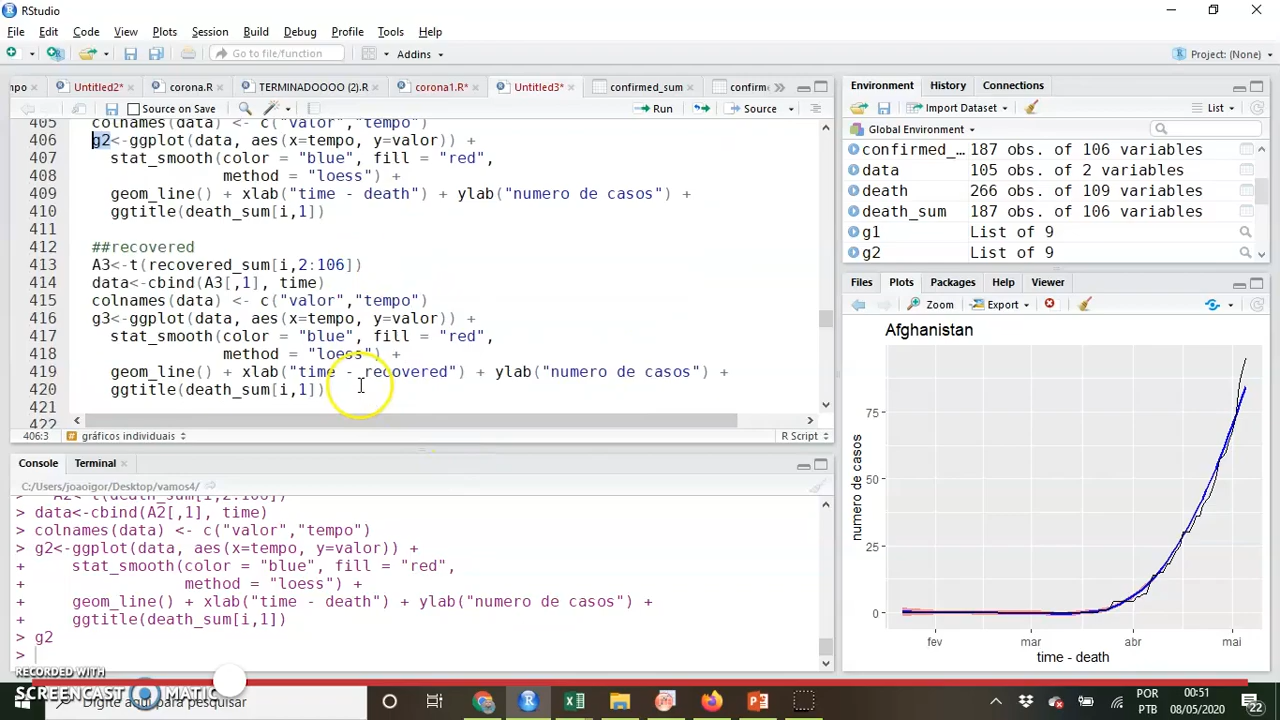 RStudio
File Edit Code View Plots Session Build Debug Profile Tools Help
Go to file/function Addins Project: (None)
npo Untitled2* corona.R TERMINADOOOO (2).R corona1.R* Untitled3* confirmed_sum confirm
Source on Save Run Source
405 colnames(data) <- c("valor","tempo")
406 g2<-ggplot(data, aes(x=tempo, y=valor)) +
407 stat_smooth(color = "blue", fill = "red",
408 method = "loess") +
409 geom_line() + xlab("time - death") + ylab("numero de casos") +
410 ggtitle(death_sum[i,1])
411
412 ##recovered
413 A3<-t(recovered_sum[i,2:106])
414 data<-cbind(A3[,1], time)
415 colnames(data) <- c("valor","tempo")
416 g3<-ggplot(data, aes(x=tempo, y=valor)) +
417 stat_smooth(color = "blue", fill = "red",
418 method = "loess") +
419 geom_line() + xlab("time - recovered") + ylab("numero de casos") +
420 ggtitle(death_sum[i,1])
421
422
406:3 # gráficos individuais R Script
Console Terminal
C:/Users/joaoigor/Desktop/vamos4/
> A2<-t(death_sum[i,2:106])
> data<-cbind(A2[,1], time)
> colnames(data) <- c("valor","tempo")
> g2<-ggplot(data, aes(x=tempo, y=valor)) +
+ stat_smooth(color = "blue", fill = "red",
+ method = "loess") +
+ geom_line() + xlab("time - death") + ylab("numero de casos") +
+ ggtitle(death_sum[i,1])
> g2
>
Environment History Connections
Import Dataset List
Global Environment
confirmed_… 187 obs. of 106 variables
data 105 obs. of 2 variables
death 266 obs. of 109 variables
death_sum 187 obs. of 106 variables
g1 List of 9
g2 List of 9
Files Plots Packages Help Viewer
Zoom Export
Afghanistan
numero de casos
75
50
25
0
fev mar abr mai
time - death
RECORDED WITH
SCREENCAST MATIC
Digite aqui para pesquisar
POR
PTB
00:51
08/05/2020
22